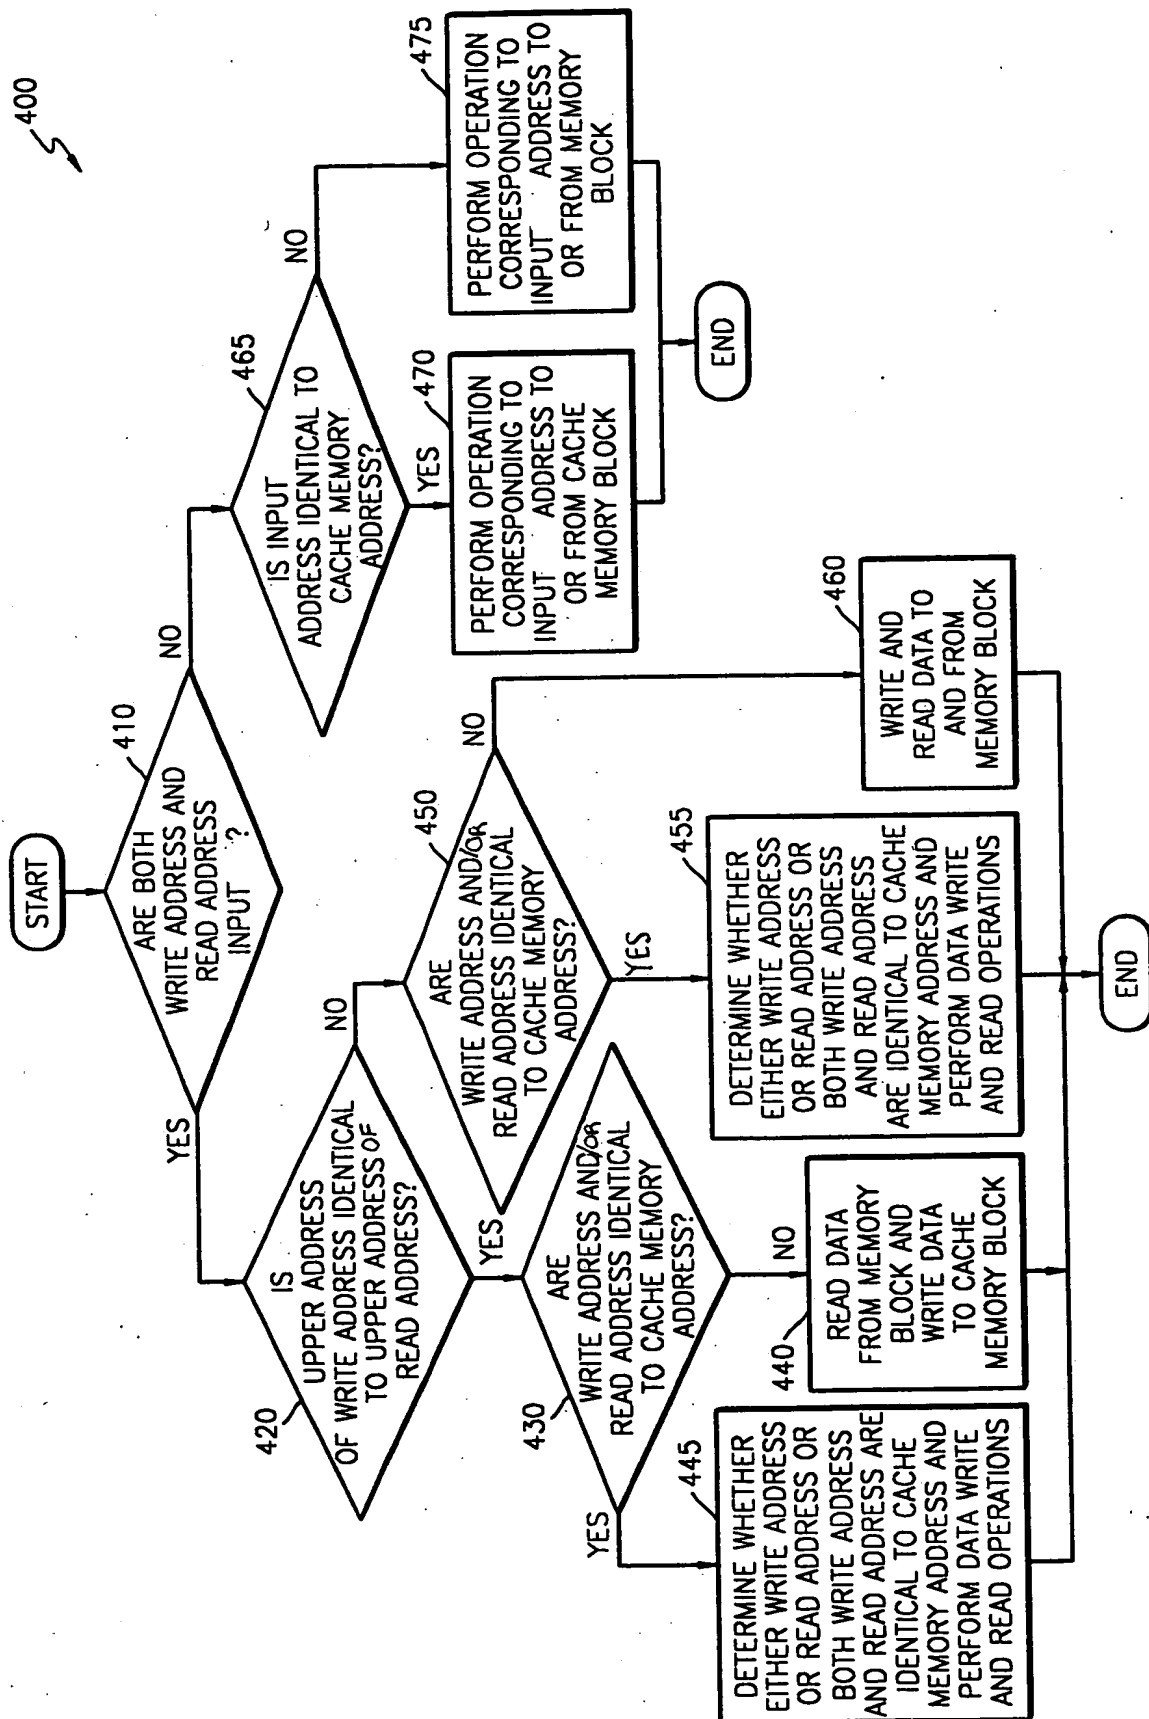 400
START
410
ARE BOTH
WRITE ADDRESS AND
READ ADDRESS
INPUT ?
YES
NO
420
IS
UPPER ADDRESS
OF WRITE ADDRESS IDENTICAL
TO UPPER ADDRESS OF
READ ADDRESS?
NO
YES
430
ARE
WRITE ADDRESS AND/OR
READ ADDRESS IDENTICAL
TO CACHE MEMORY
ADDRESS?
YES
NO
445
DETERMINE WHETHER
EITHER WRITE ADDRESS
OR READ ADDRESS OR
BOTH WRITE ADDRESS
AND READ ADDRESS ARE
IDENTICAL TO CACHE
MEMORY ADDRESS AND
PERFORM DATA WRITE
AND READ OPERATIONS
440
READ DATA
FROM MEMORY
BLOCK AND
WRITE DATA
TO CACHE
MEMORY BLOCK
450
ARE
WRITE ADDRESS AND/OR
READ ADDRESS IDENTICAL
TO CACHE MEMORY
ADDRESS?
NO
YES
455
DETERMINE WHETHER
EITHER WRITE ADDRESS
OR READ ADDRESS OR
BOTH WRITE ADDRESS
AND READ ADDRESS
ARE IDENTICAL TO CACHE
MEMORY ADDRESS AND
PERFORM DATA WRITE
AND READ OPERATIONS
460
WRITE AND
READ DATA TO
AND FROM
MEMORY BLOCK
END
465
IS INPUT
ADDRESS IDENTICAL TO
CACHE MEMORY
ADDRESS?
NO
YES
470
PERFORM OPERATION
CORRESPONDING TO
INPUT ADDRESS TO
OR FROM CACHE
MEMORY BLOCK
475
PERFORM OPERATION
CORRESPONDING TO
INPUT ADDRESS TO
OR FROM MEMORY
BLOCK
END